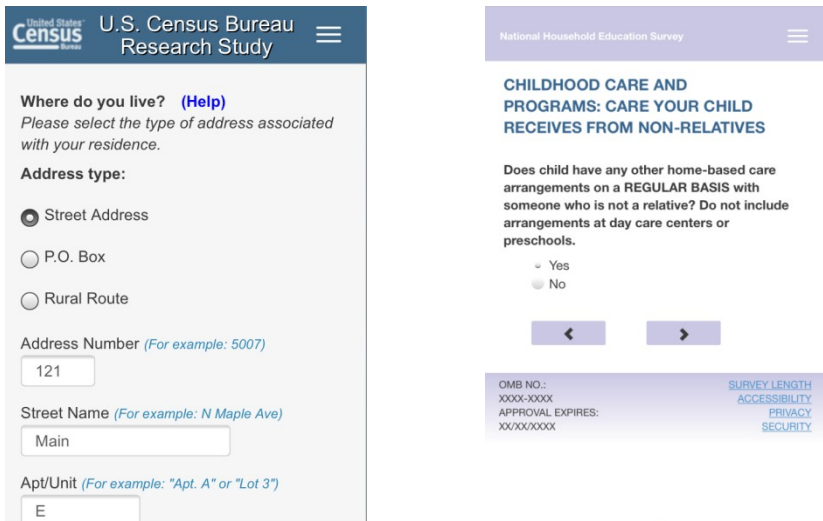 United States®
Census
Bureau
U.S. Census Bureau
Research Study
Where do you live? (Help)
Please select the type of address associated
with your residence.
Address type:
Street Address
P.O. Box
Rural Route
Address Number (For example: 5007)
121
Street Name (For example: N Maple Ave)
Main
Apt/Unit (For example: "Apt. A" or "Lot 3")
E
National Household Education Survey
CHILDHOOD CARE AND
PROGRAMS: CARE YOUR CHILD
RECEIVES FROM NON-RELATIVES
Does child have any other home-based care
arrangements on a REGULAR BASIS with
someone who is not a relative? Do not include
arrangements at day care centers or
preschools.
Yes
No
OMB NO.:
XXXX-XXXX
APPROVAL EXPIRES:
XX/XX/XXXX
SURVEY LENGTH
ACCESSIBILITY
PRIVACY
SECURITY